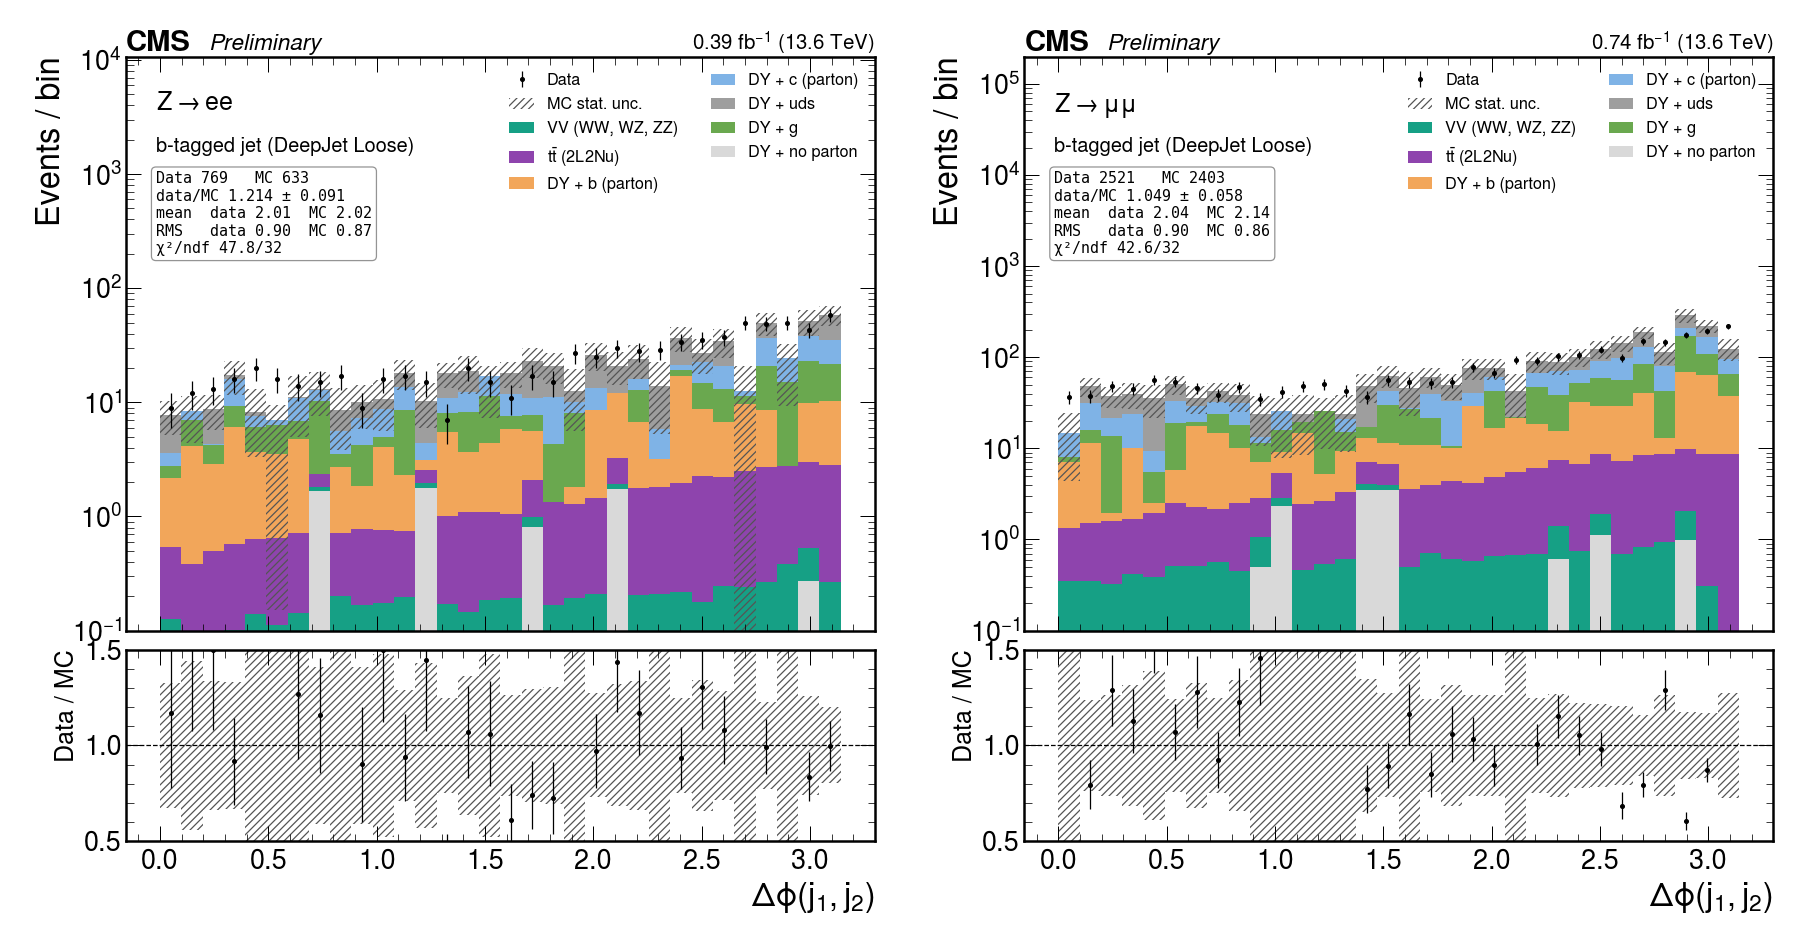 CMS Preliminary 0.39 fb⁻¹ (13.6 TeV)
Events / bin
10⁴
10³
10²
10¹
10⁰
10⁻¹
Z → ee
b-tagged jet (DeepJet Loose)
Data 769 MC 633
data/MC 1.214 ± 0.091
mean data 2.01 MC 2.02
RMS data 0.90 MC 0.87
χ²/ndf 47.8/32
Data
MC stat. unc.
VV (WW, WZ, ZZ)
tt̄ (2L2Nu)
DY + b (parton)
DY + c (parton)
DY + uds
DY + g
DY + no parton
Data / MC
1.5
1.0
0.5
0.0 0.5 1.0 1.5 2.0 2.5 3.0
Δϕ(j₁, j₂)
CMS Preliminary 0.74 fb⁻¹ (13.6 TeV)
Events / bin
10⁵
10⁴
10³
10²
10¹
10⁰
10⁻¹
Z → μμ
b-tagged jet (DeepJet Loose)
Data 2521 MC 2403
data/MC 1.049 ± 0.058
mean data 2.04 MC 2.14
RMS data 0.90 MC 0.86
χ²/ndf 42.6/32
Data
MC stat. unc.
VV (WW, WZ, ZZ)
tt̄ (2L2Nu)
DY + b (parton)
DY + c (parton)
DY + uds
DY + g
DY + no parton
Data / MC
1.5
1.0
0.5
0.0 0.5 1.0 1.5 2.0 2.5 3.0
Δϕ(j₁, j₂)